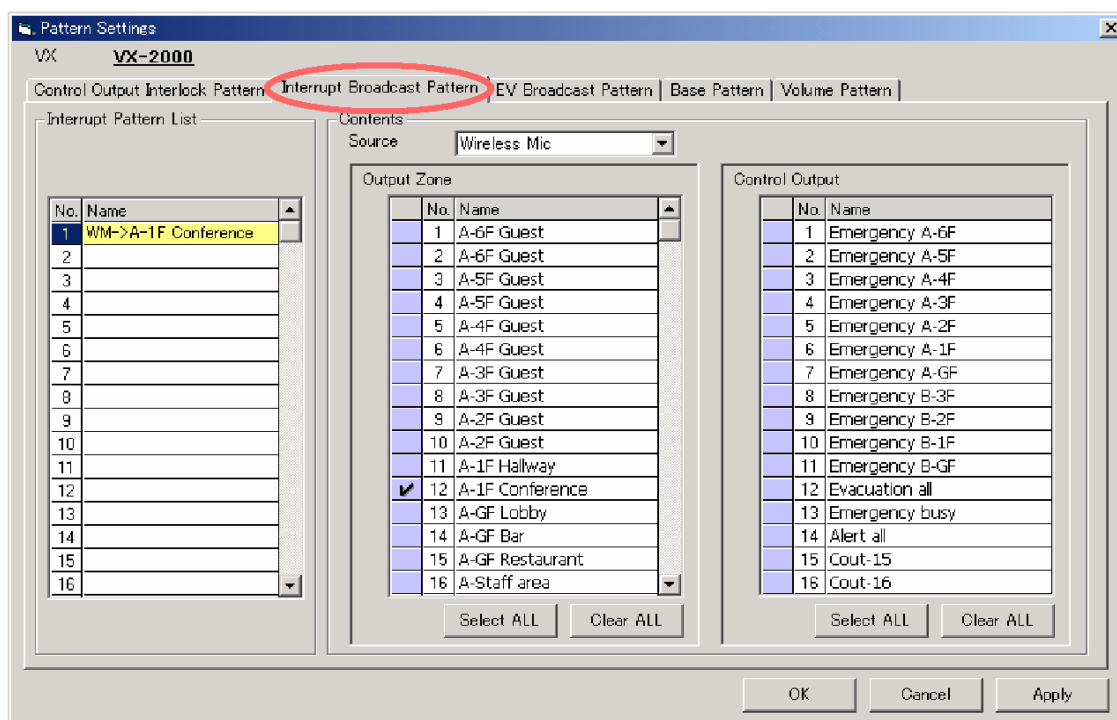 Pattern Settings
VX VX-2000
Control Output Interlock Pattern Interrupt Broadcast Pattern EV Broadcast Pattern Base Pattern Volume Pattern
Interrupt Pattern List
No. Name
1 WM->A-1F Conference
2
3
4
5
6
7
8
9
10
11
12
13
14
15
16
Contents
Source Wireless Mic
Output Zone
No. Name
1 A-6F Guest
2 A-6F Guest
3 A-5F Guest
4 A-5F Guest
5 A-4F Guest
6 A-4F Guest
7 A-3F Guest
8 A-3F Guest
9 A-2F Guest
10 A-2F Guest
11 A-1F Hallway
12 A-1F Conference
13 A-GF Lobby
14 A-GF Bar
15 A-GF Restaurant
16 A-Staff area
Select ALL Clear ALL
Control Output
No. Name
1 Emergency A-6F
2 Emergency A-5F
3 Emergency A-4F
4 Emergency A-3F
5 Emergency A-2F
6 Emergency A-1F
7 Emergency A-GF
8 Emergency B-3F
9 Emergency B-2F
10 Emergency B-1F
11 Emergency B-GF
12 Evacuation all
13 Emergency busy
14 Alert all
15 Cout-15
16 Cout-16
Select ALL Clear ALL
OK Cancel Apply